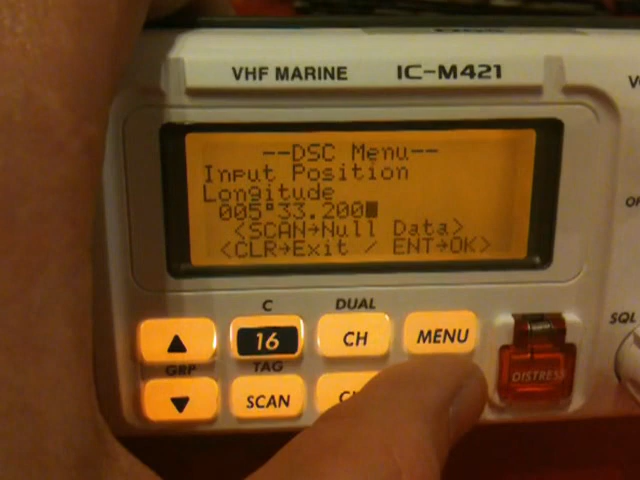 VHF MARINE IC-M421
--DSC Menu--
Input Position
Longitude
005°33.200
<SCAN→Null Data>
<CLR→Exit / ENT→OK>
C DUAL
▲ 16 CH MENU
GRP TAG
▼ SCAN
DISTRESS
SQL